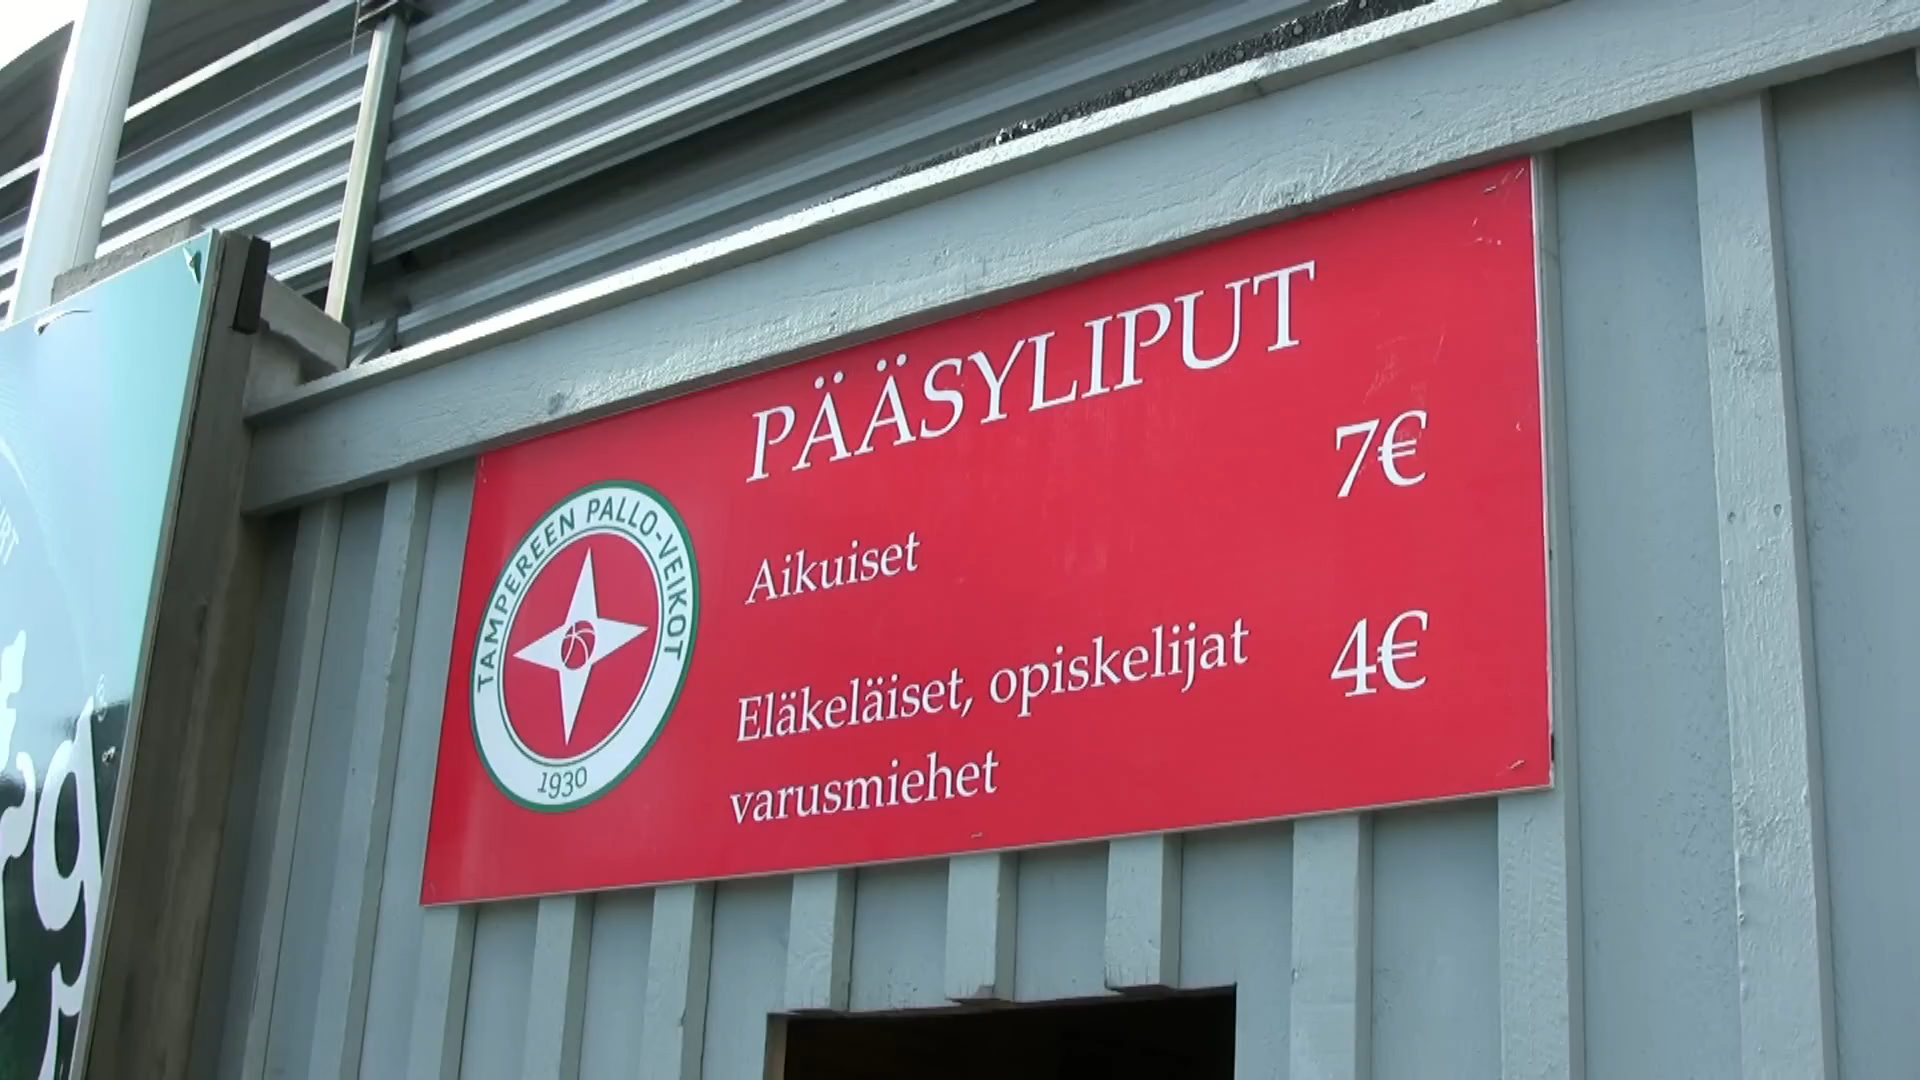 PÄÄSYLIPUT
7€
Aikuiset
Eläkeläiset, opiskelijat
4€
varusmiehet
TAMPEREEN PALLO-VEIKOT
1930